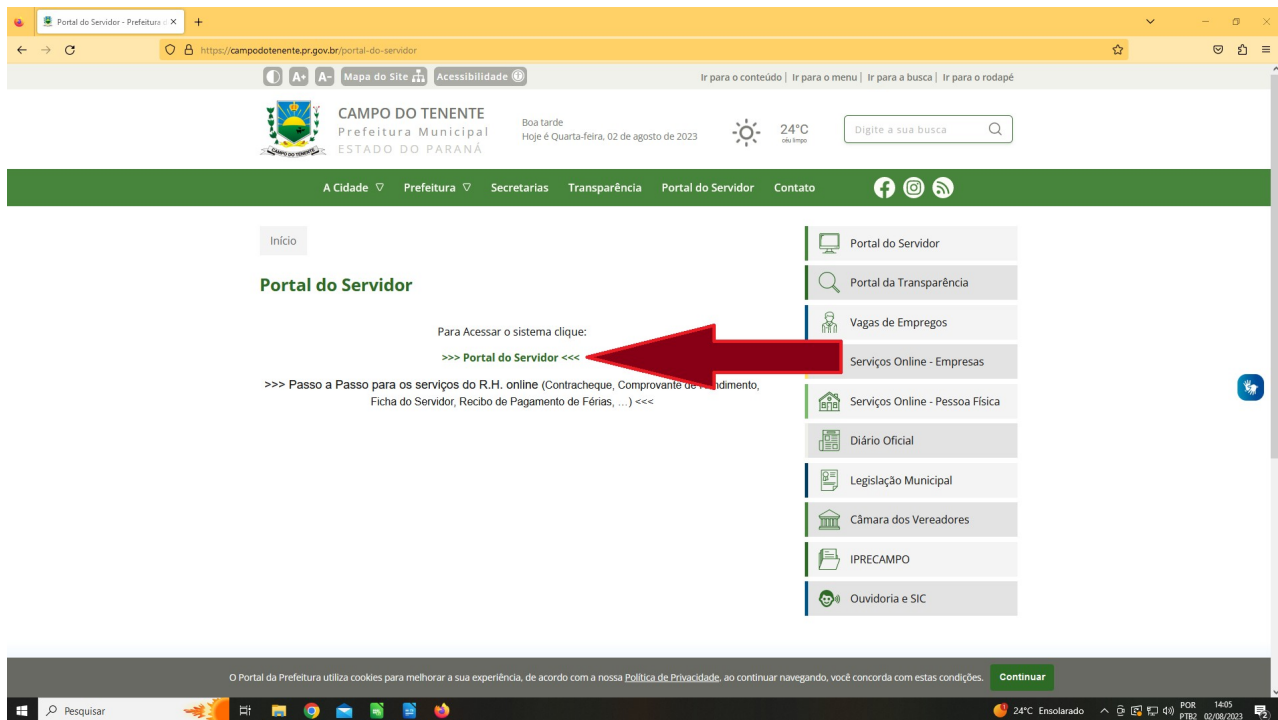 Portal do Servidor - Prefeitura d
https://campodotenente.pr.gov.br/portal-do-servidor
A+ A- Mapa do Site Acessibilidade
Ir para o conteúdo | Ir para o menu | Ir para a busca | Ir para o rodapé
CAMPO DO TENENTE
Prefeitura Municipal
ESTADO DO PARANÁ
CAMPO DO TENENTE
Boa tarde
Hoje é Quarta-feira, 02 de agosto de 2023
24°C
céu limpo
Digite a sua busca
A Cidade Prefeitura Secretarias Transparência Portal do Servidor Contato
Início
Portal do Servidor
Para Acessar o sistema clique:
>>> Portal do Servidor <<<
>>> Passo a Passo para os serviços do R.H. online (Contracheque, Comprovante de
Ficha do Servidor, Recibo de Pagamento de Férias, ...) <<<
Portal do Servidor
Portal da Transparência
Vagas de Empregos
Serviços Online - Empresas
Serviços Online - Pessoa Física
Diário Oficial
Legislação Municipal
Câmara dos Vereadores
IPRECAMPO
Ouvidoria e SIC
O Portal da Prefeitura utiliza cookies para melhorar a sua experiência, de acordo com a nossa Política de Privacidade, ao continuar navegando, você concorda com estas condições. Continuar
Pesquisar
24°C Ensolarado
POR
PTB2
14:05
02/08/2023